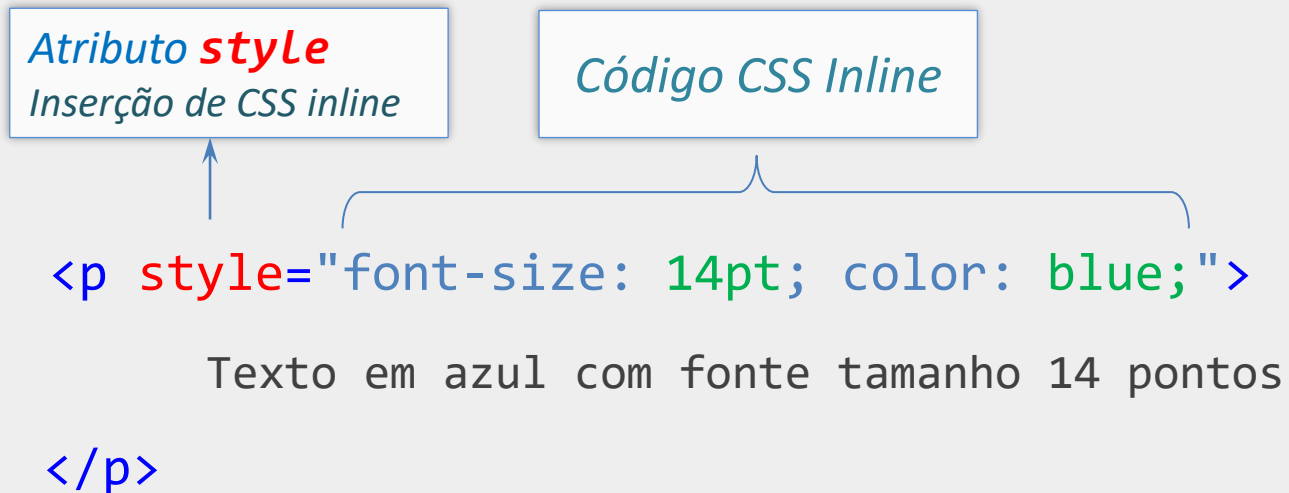 Atributo style
Inserção de CSS inline
Código CSS Inline
<p style="font-size: 14pt; color: blue;">
Texto em azul com fonte tamanho 14 pontos
</p>